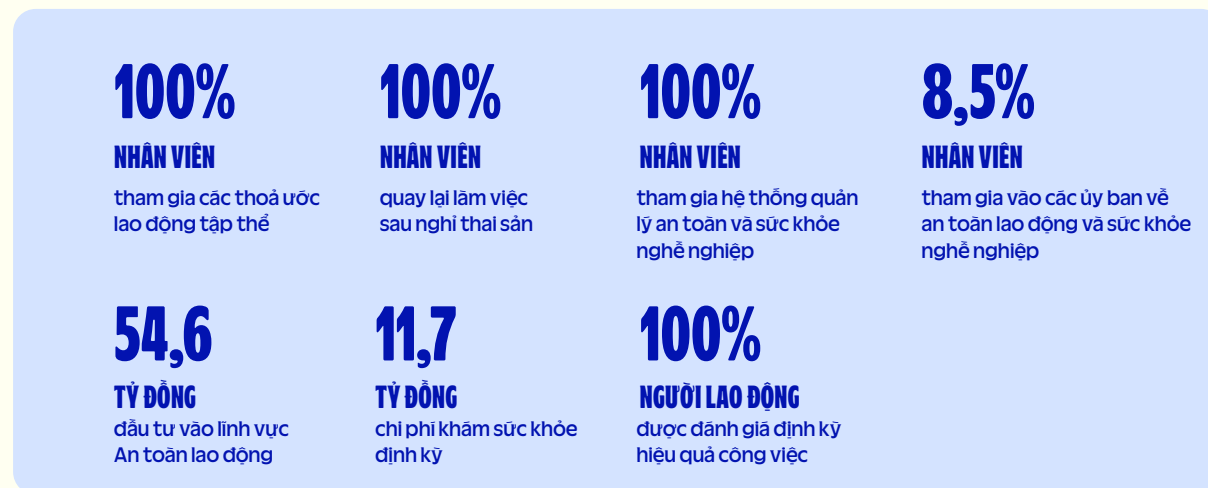 100%
NHÂN VIÊN
tham gia các thoả ước
lao động tập thể
100%
NHÂN VIÊN
quay lại làm việc
sau nghỉ thai sản
100%
NHÂN VIÊN
tham gia hệ thống quản
lý an toàn và sức khỏe
nghề nghiệp
8,5%
NHÂN VIÊN
tham gia vào các ủy ban về
an toàn lao động và sức khỏe
nghề nghiệp
54,6
TỶ ĐỒNG
đầu tư vào lĩnh vực
An toàn lao động
11,7
TỶ ĐỒNG
chi phí khám sức khỏe
định kỳ
100%
NGƯỜI LAO ĐỘNG
được đánh giá định kỳ
hiệu quả công việc